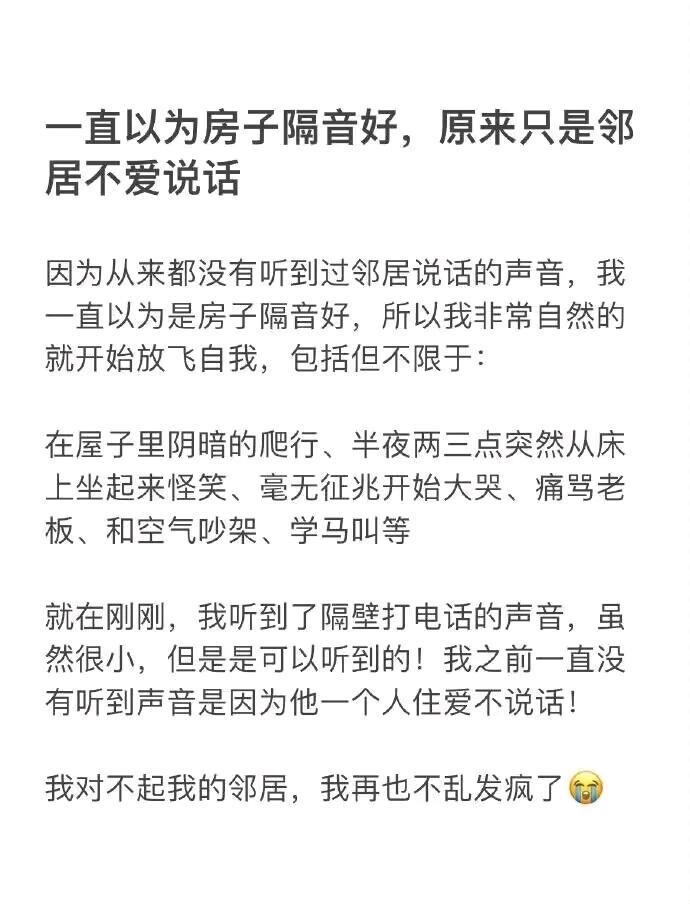 一直以为房子隔音好，原来只是邻
居不爱说话
因为从来都没有听到过邻居说话的声音，我
一直以为是房子隔音好，所以我非常自然的
就开始放飞自我，包括但不限于：
在屋子里阴暗的爬行、半夜两三点突然从床
上坐起来怪笑、毫无征兆开始大哭、痛骂老
板、和空气吵架、学马叫等
就在刚刚，我听到了隔壁打电话的声音，虽
然很小，但是是可以听到的！我之前一直没
有听到声音是因为他一个人住爱不说话！
我对不起我的邻居，我再也不乱发疯了😭